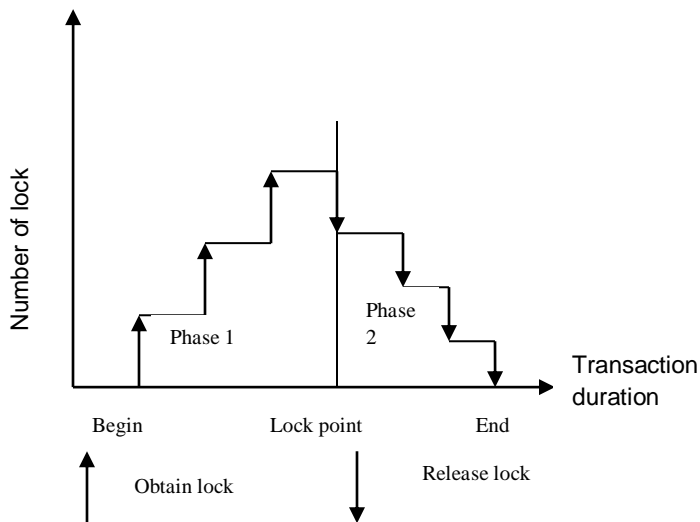 Number of lock
Phase 1
Phase
2
Transaction
duration
Begin
Lock point
End
Obtain lock
Release lock